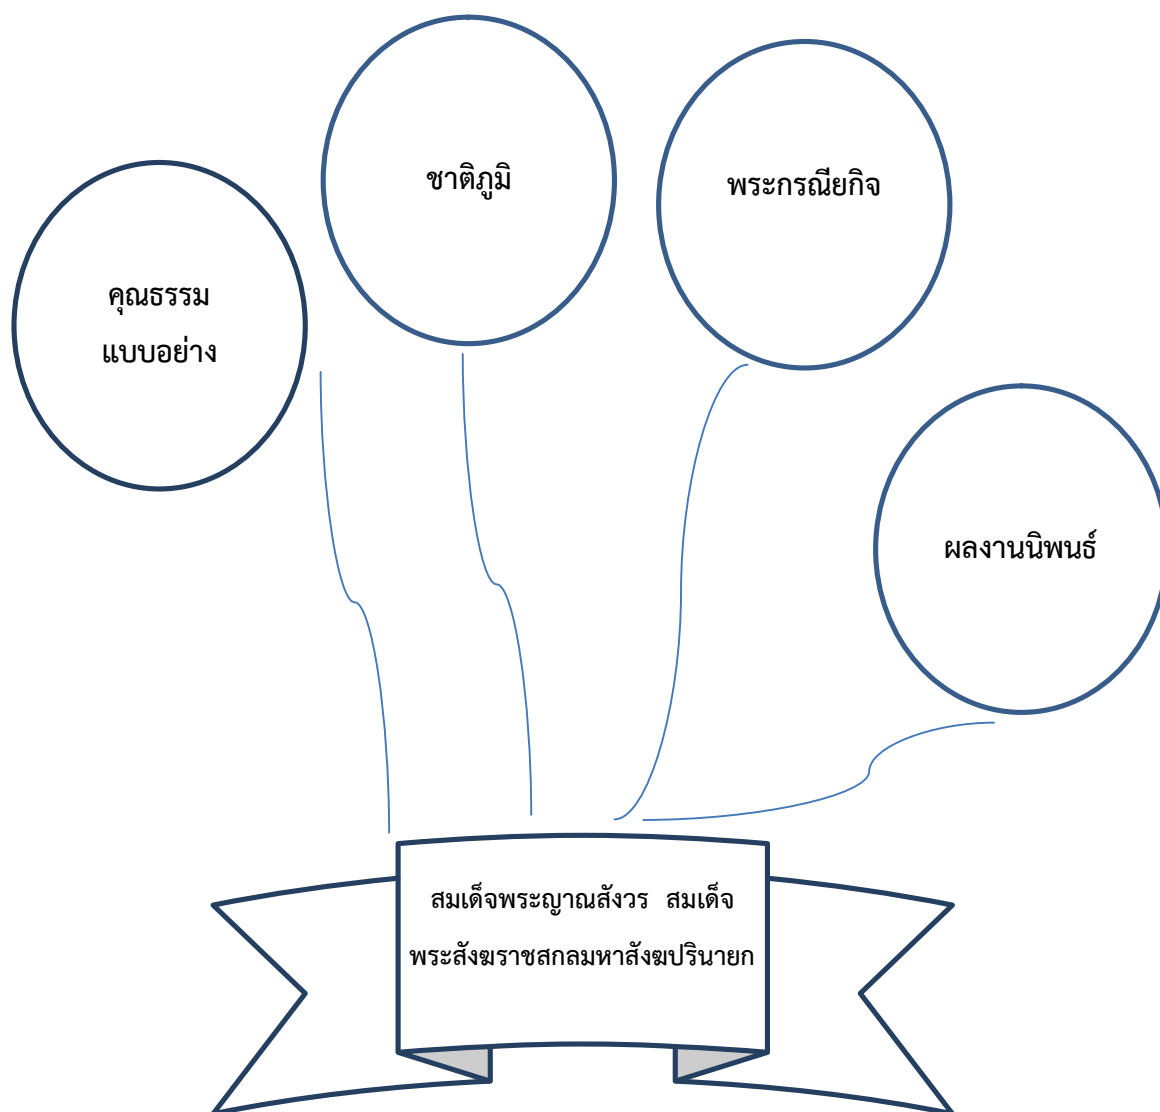 ชาติภูมิ
พระกรณียกิจ
คุณธรรม
แบบอย่าง
ผลงานนิพนธ์
สมเด็จพระญาณสังวร สมเด็จ
พระสังฆราชสกลมหาสังฆปรินายก